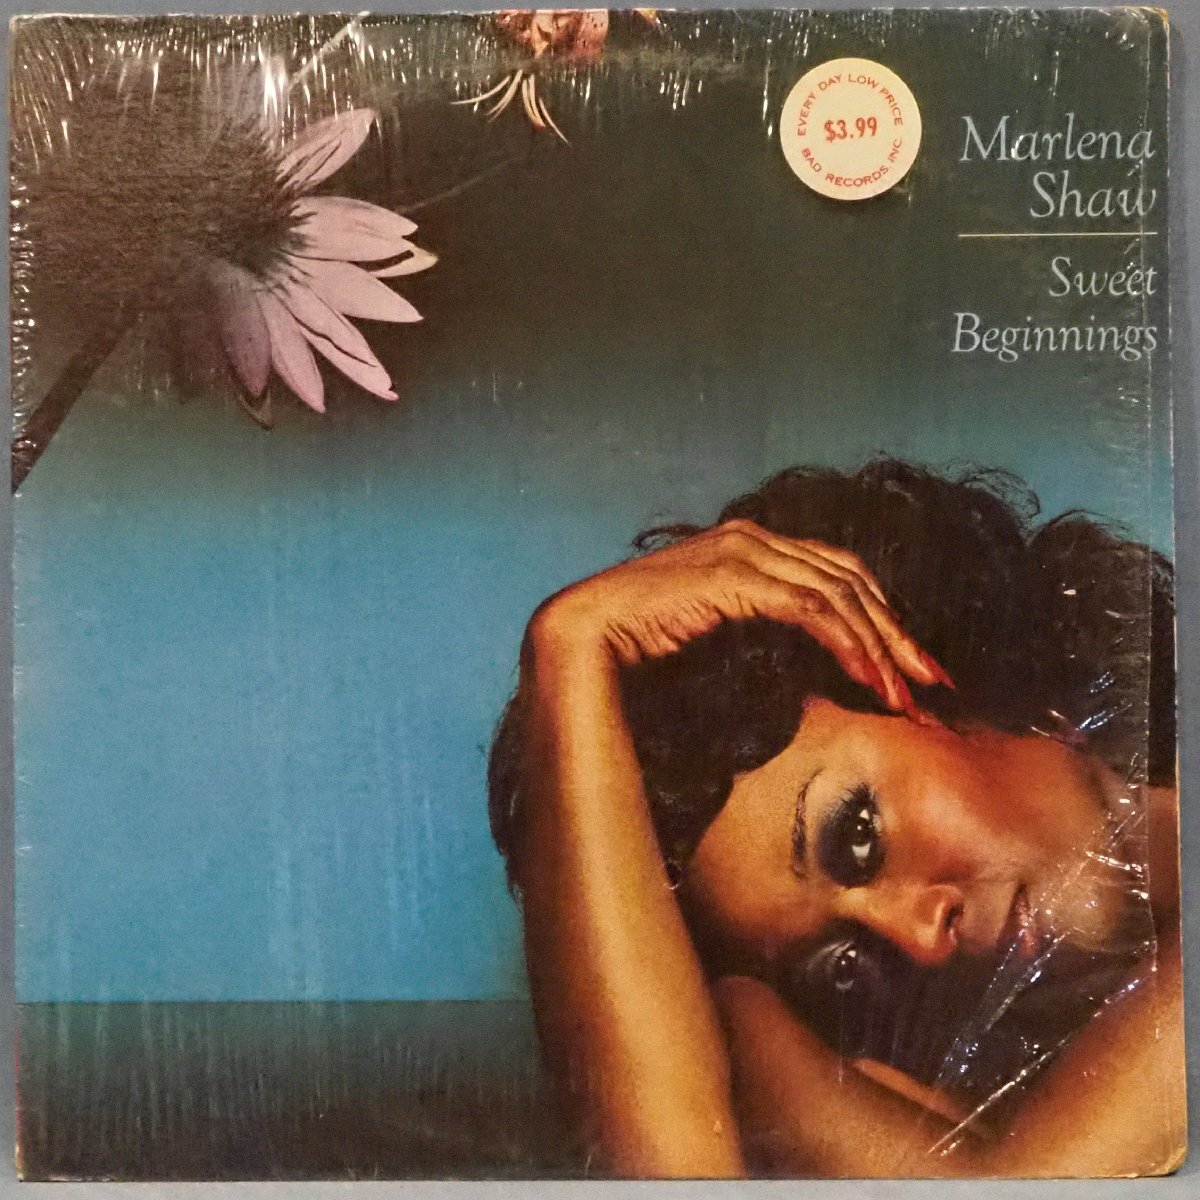 EVERY DAY LOW PRICE
$3.99
BAD RECORDS, INC.
Marlena
Shaw
Sweet
Beginnings